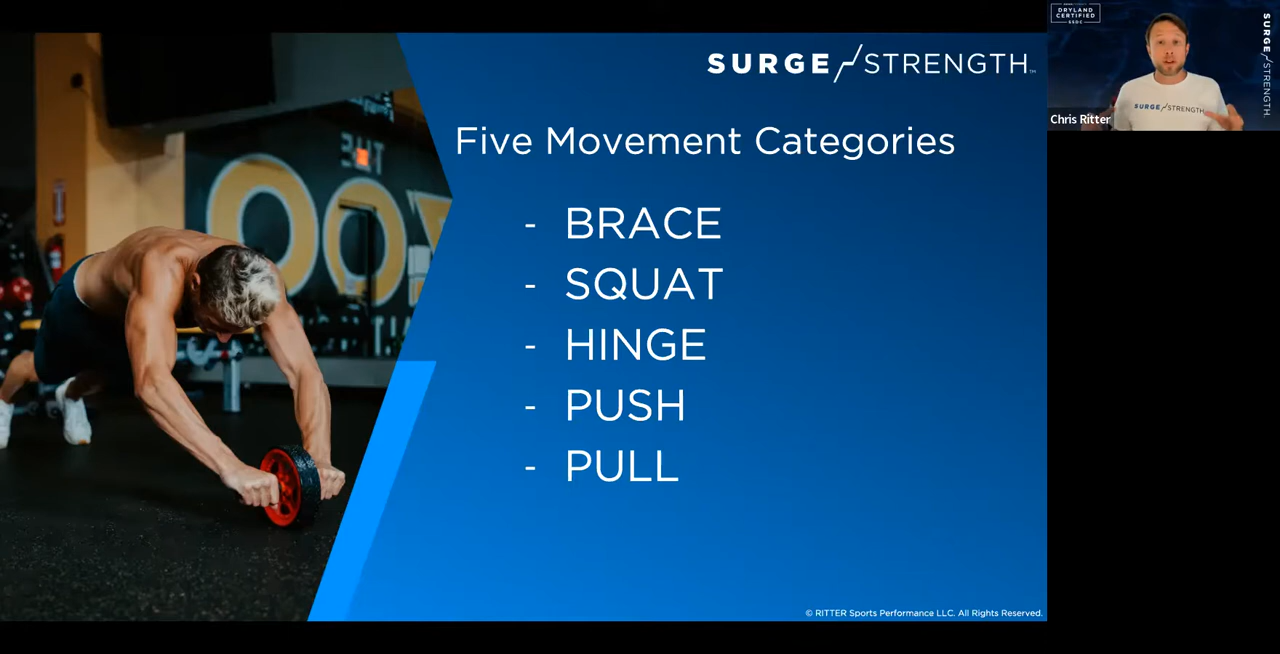 SURGE STRENGTH™
Five Movement Categories
- BRACE
- SQUAT
- HINGE
- PUSH
- PULL
© RITTER Sports Performance LLC. All Rights Reserved.
DRYLAND
CERTIFIED
SURGE STRENGTH
SURGE STRENGTH.
Chris Ritter